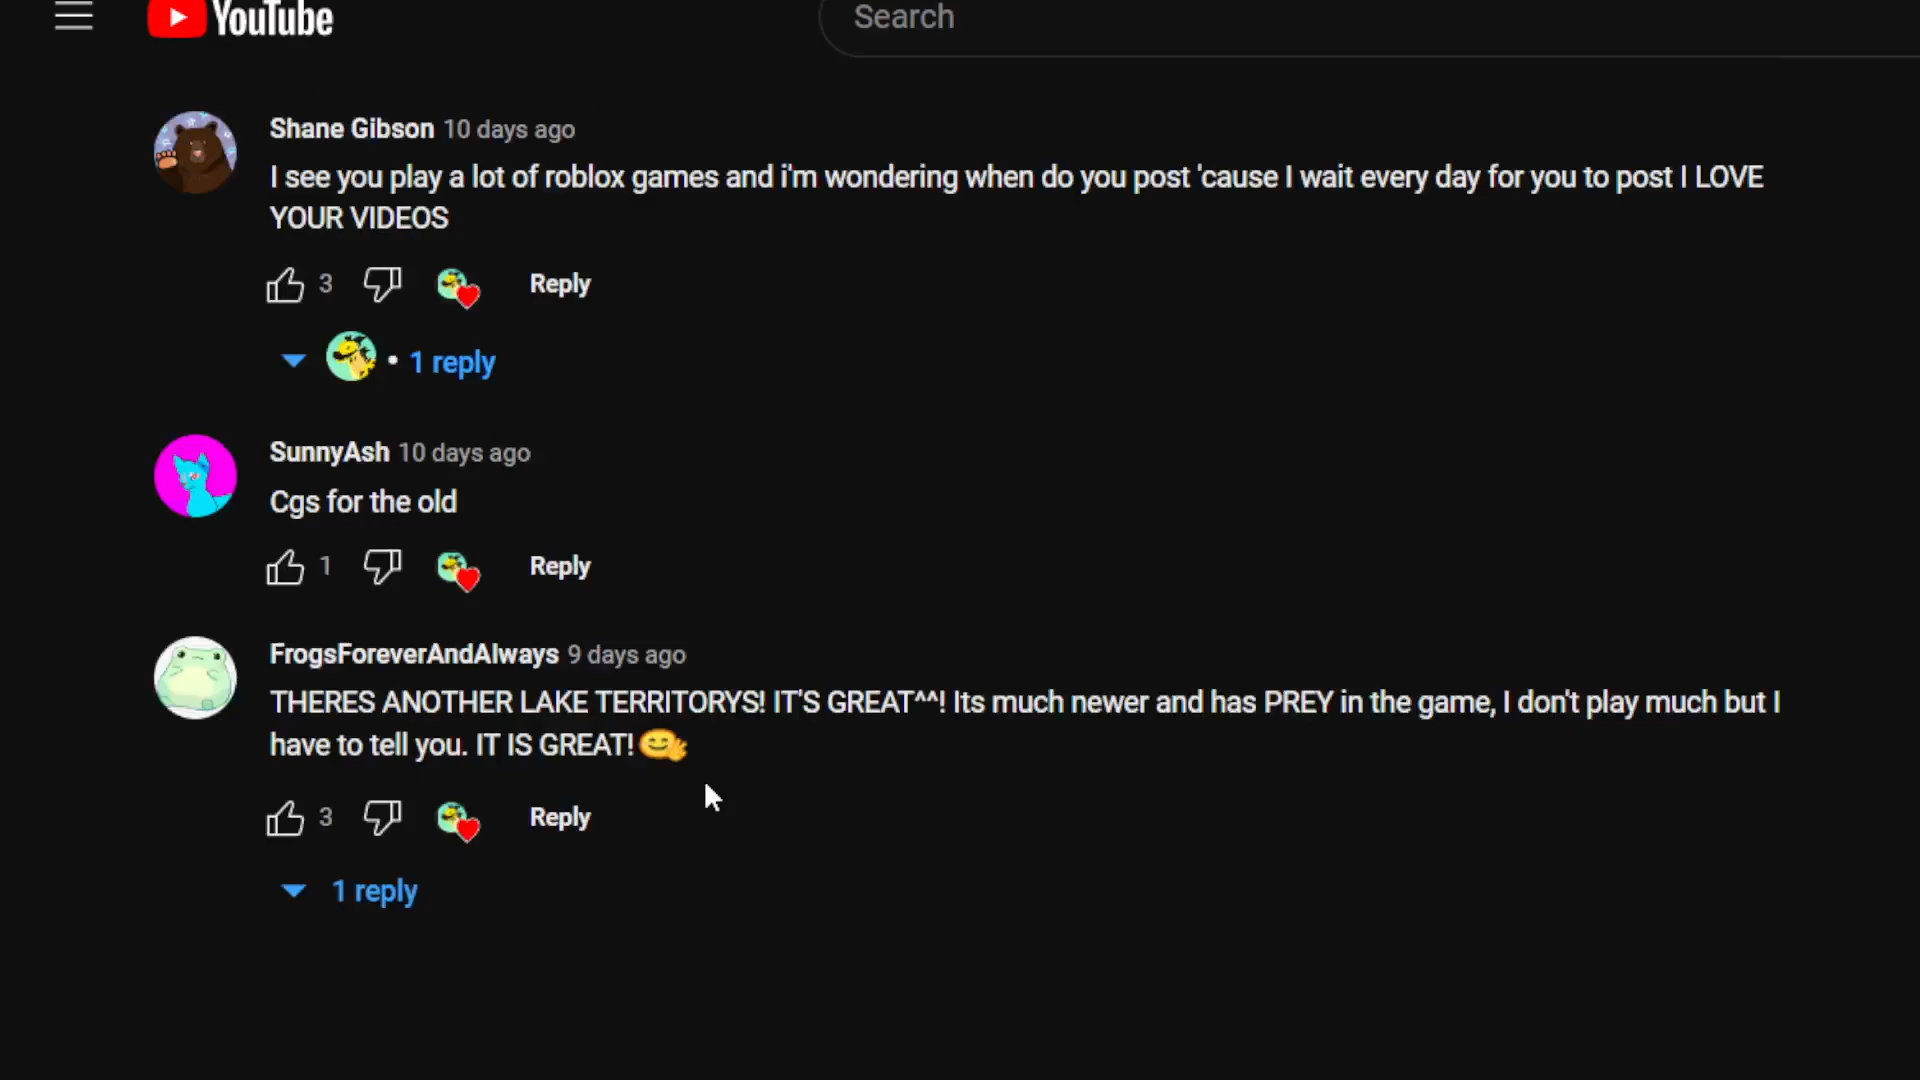 YouTube
Search
Shane Gibson 10 days ago
I see you play a lot of roblox games and i'm wondering when do you post 'cause I wait every day for you to post I LOVE
YOUR VIDEOS
3 Reply
• 1 reply
SunnyAsh 10 days ago
Cgs for the old
1 Reply
FrogsForeverAndAlways 9 days ago
THERES ANOTHER LAKE TERRITORYS! IT'S GREAT^^! Its much newer and has PREY in the game, I don't play much but I
have to tell you. IT IS GREAT!
3 Reply
1 reply